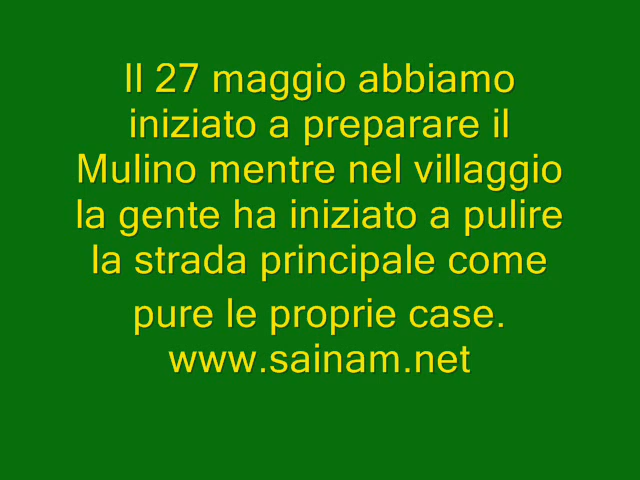 Il 27 maggio abbiamo
iniziato a preparare il
Mulino mentre nel villaggio
la gente ha iniziato a pulire
la strada principale come
pure le proprie case.
www.sainam.net